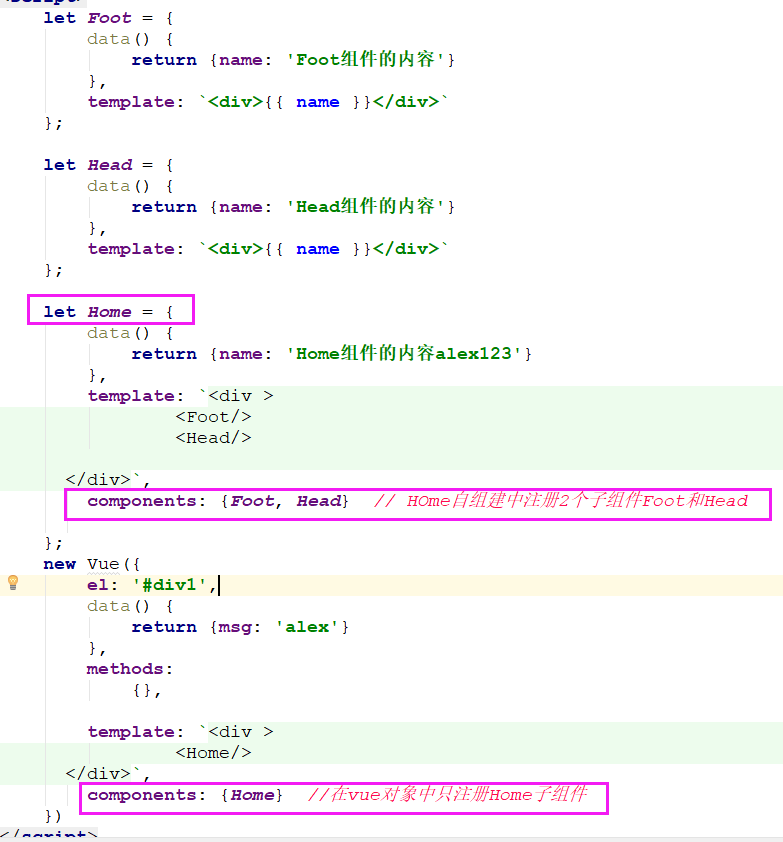 <script>
let Foot = {
data() {
return {name: 'Foot组件的内容'}
},
template: `<div>{{ name }}</div>`
};
let Head = {
data() {
return {name: 'Head组件的内容'}
},
template: `<div>{{ name }}</div>`
};
let Home = {
data() {
return {name: 'Home组件的内容alex123'}
},
template: `<div >
<Foot/>
<Head/>
</div>`,
components: {Foot, Head}  // HOme自组建中注册2个子组件Foot和Head
};
new Vue({
el: '#div1',
data() {
return {msg: 'alex'}
},
methods:
{},
template: `<div >
<Home/>
</div>`,
components: {Home}  //在vue对象中只注册Home子组件
})
</script>